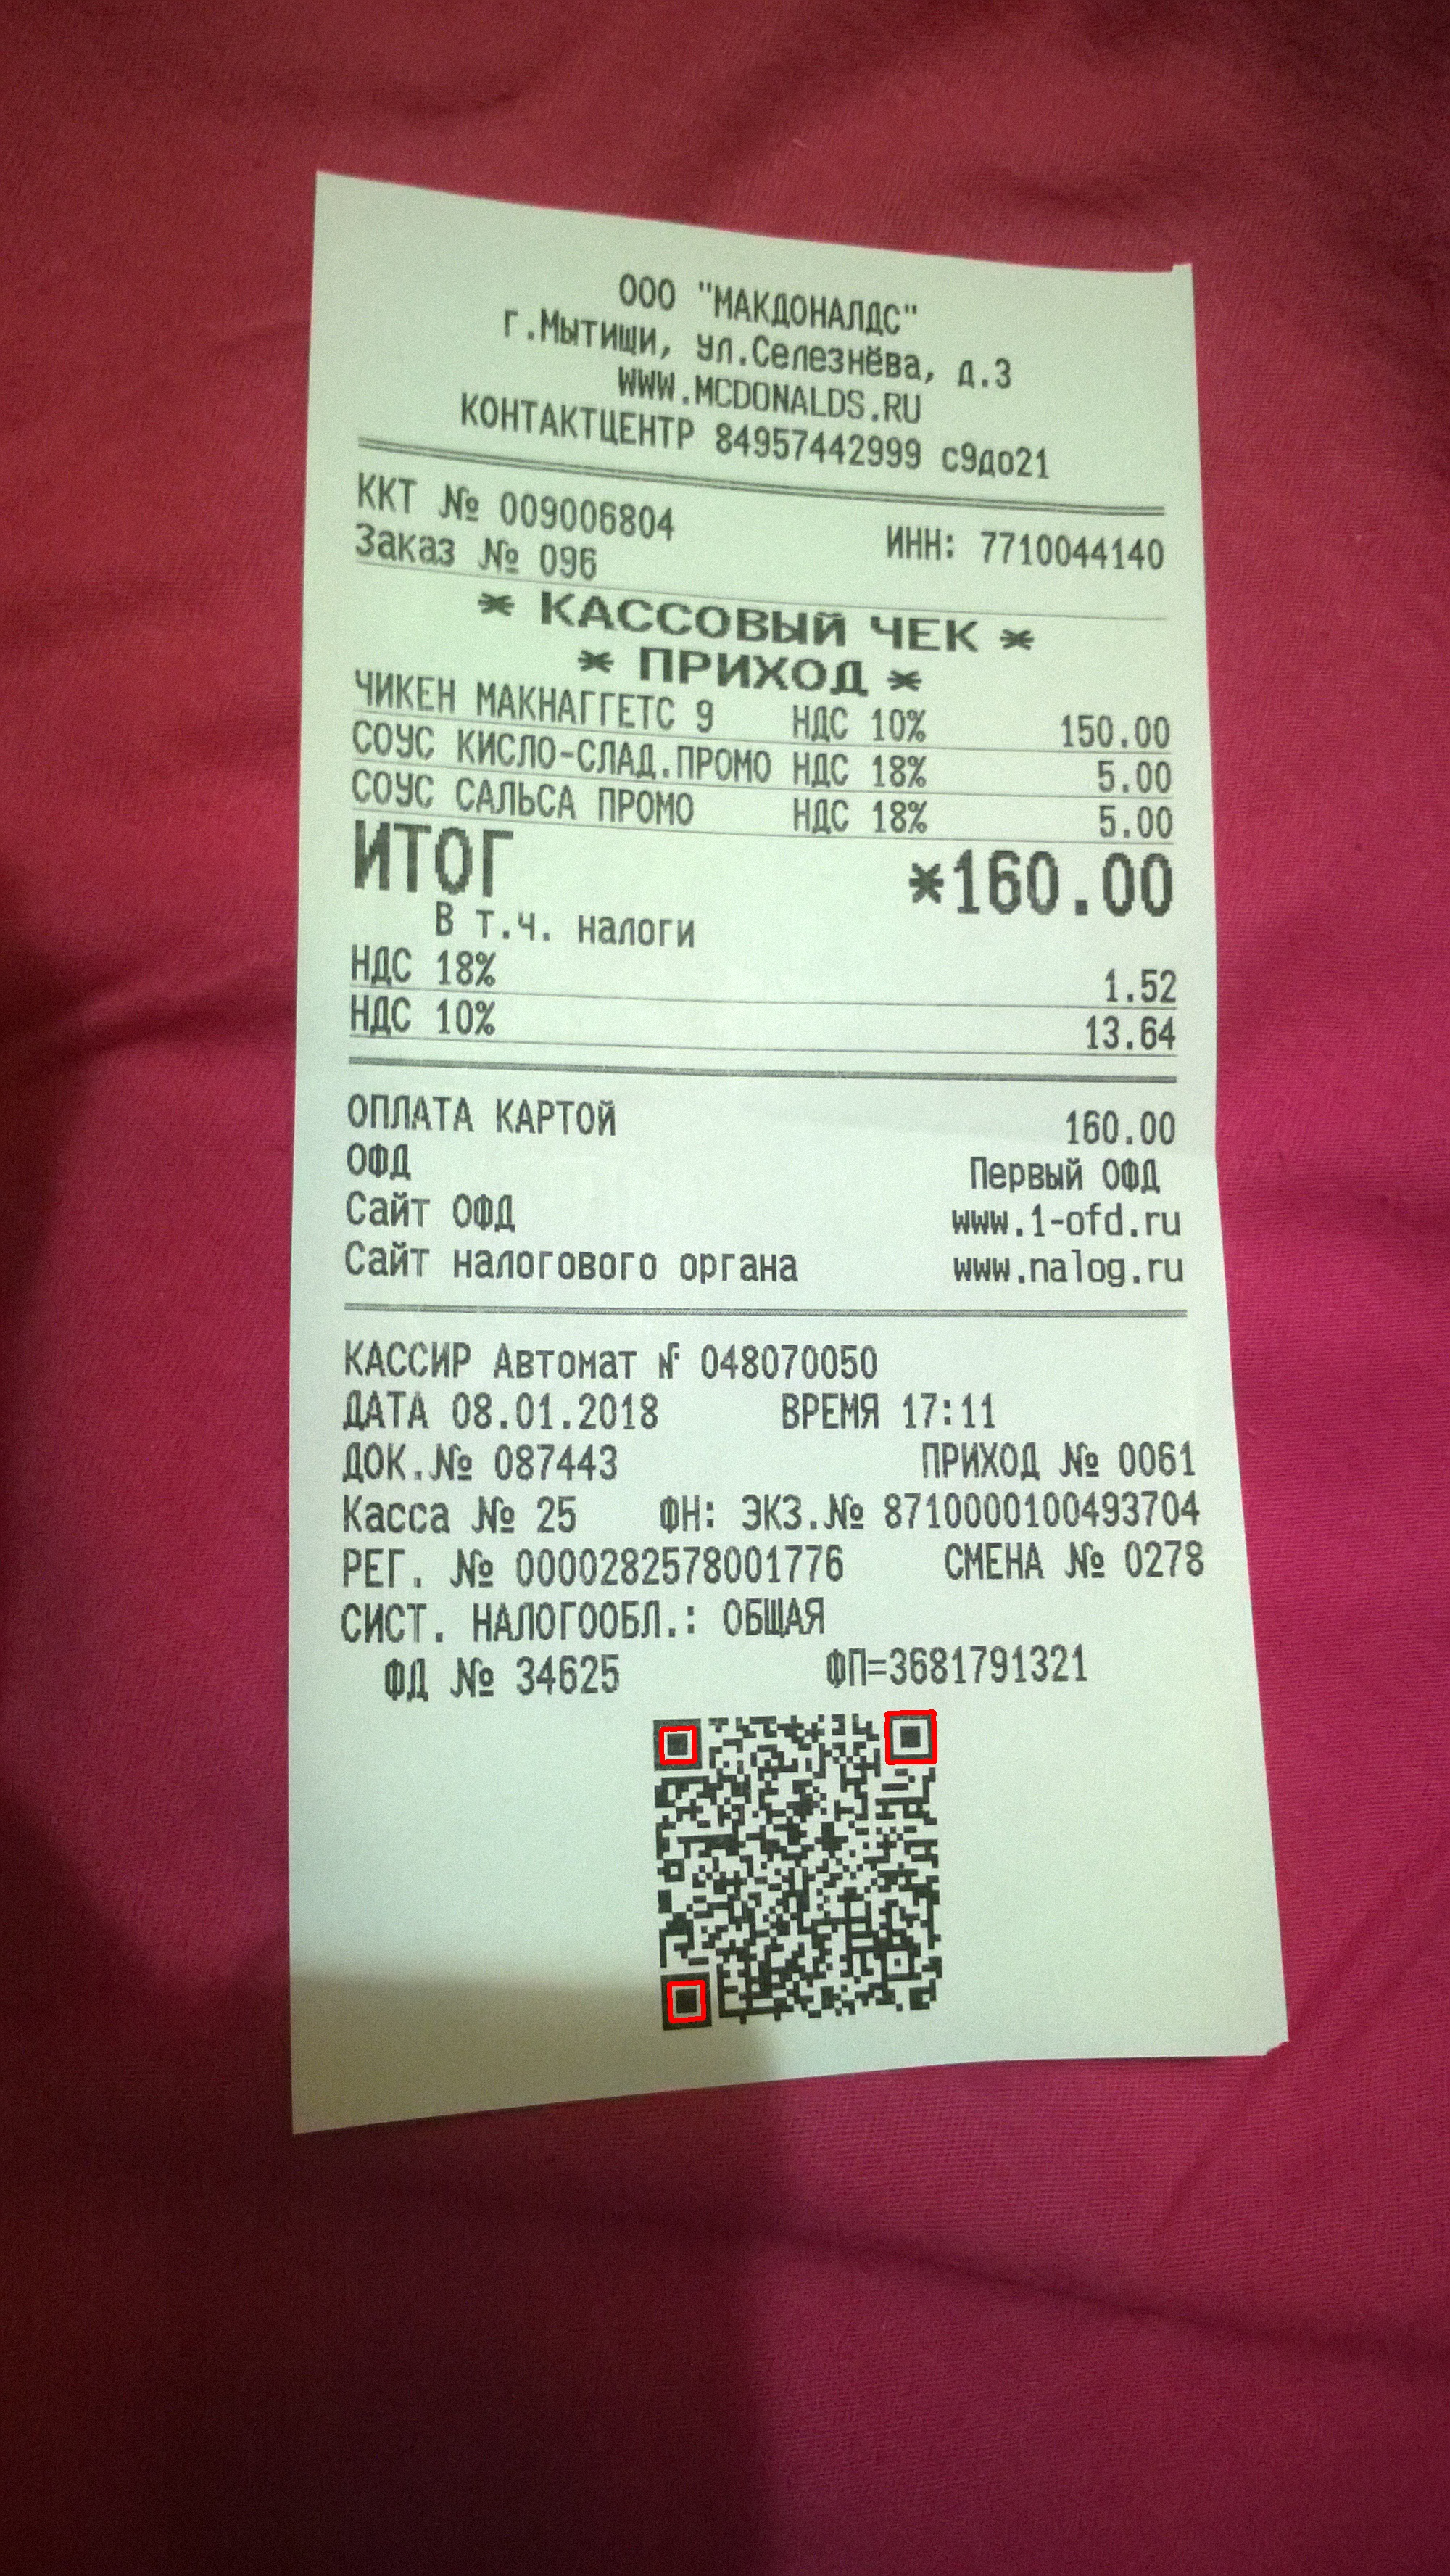 ООО "МАКДОНАЛДС"
г.Мытищи, ул.Селезнёва, д.3
WWW.MCDONALDS.RU
КОНТАКТЦЕНТР 84957442999 с9до21
ККТ № 009006804 ИНН: 7710044140
Заказ № 096
* КАССОВЫЙ ЧЕК *
* ПРИХОД *
ЧИКЕН МАКНАГГЕТС 9 НДС 10% 150.00
СОУС КИСЛО-СЛАД.ПРОМО НДС 18% 5.00
СОУС САЛЬСА ПРОМО НДС 18% 5.00
ИТОГ *160.00
В т.ч. налоги
НДС 18% 1.52
НДС 10% 13.64
ОПЛАТА КАРТОЙ 160.00
ОФД Первый ОФД
Сайт ОФД www.1-ofd.ru
Сайт налогового органа www.nalog.ru
КАССИР Автомат № 048070050
ДАТА 08.01.2018 ВРЕМЯ 17:11
ДОК.№ 087443 ПРИХОД № 0061
Касса № 25 ФН: ЭКЗ.№ 8710000100493704
РЕГ. № 0000282578001776 СМЕНА № 0278
СИСТ. НАЛОГООБЛ.: ОБЩАЯ
ФД № 34625 ФП=3681791321